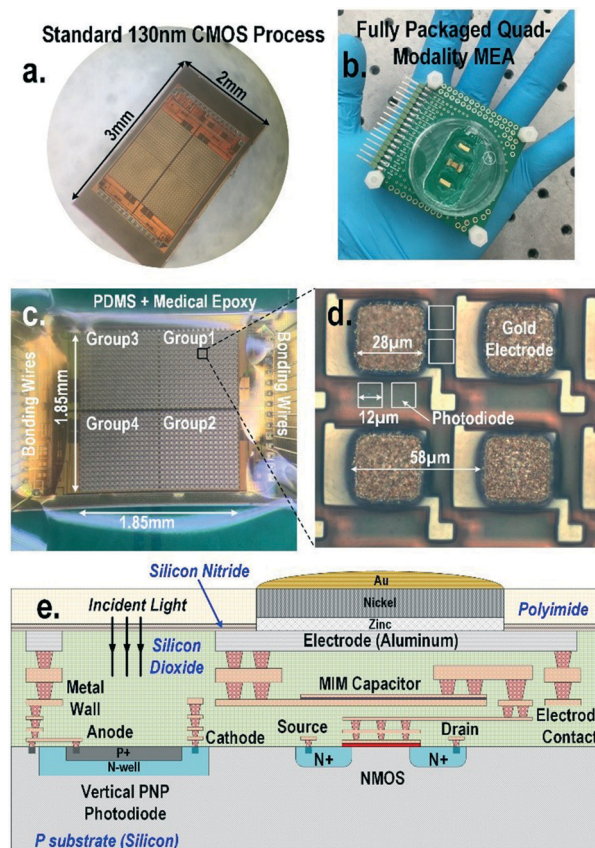 Standard 130nm CMOS Process
a.
2mm
3mm
Fully Packaged Quad-
Modality MEA
b.
PDMS + Medical Epoxy
c.
Group3
Group1
Group4
Group2
Bonding Wires
Bonding Wires
1.85mm
1.85mm
d.
28µm
Gold
Electrode
12µm
Photodiode
58µm
e.
Silicon Nitride
Au
Nickel
Zinc
Polyimide
Incident Light
Silicon
Dioxide
Electrode (Aluminum)
Metal
Wall
MIM Capacitor
Anode
Cathode
Source
Drain
Electrod
Contact
P+
N-well
N+
N+
NMOS
Vertical PNP
Photodiode
P substrate (Silicon)